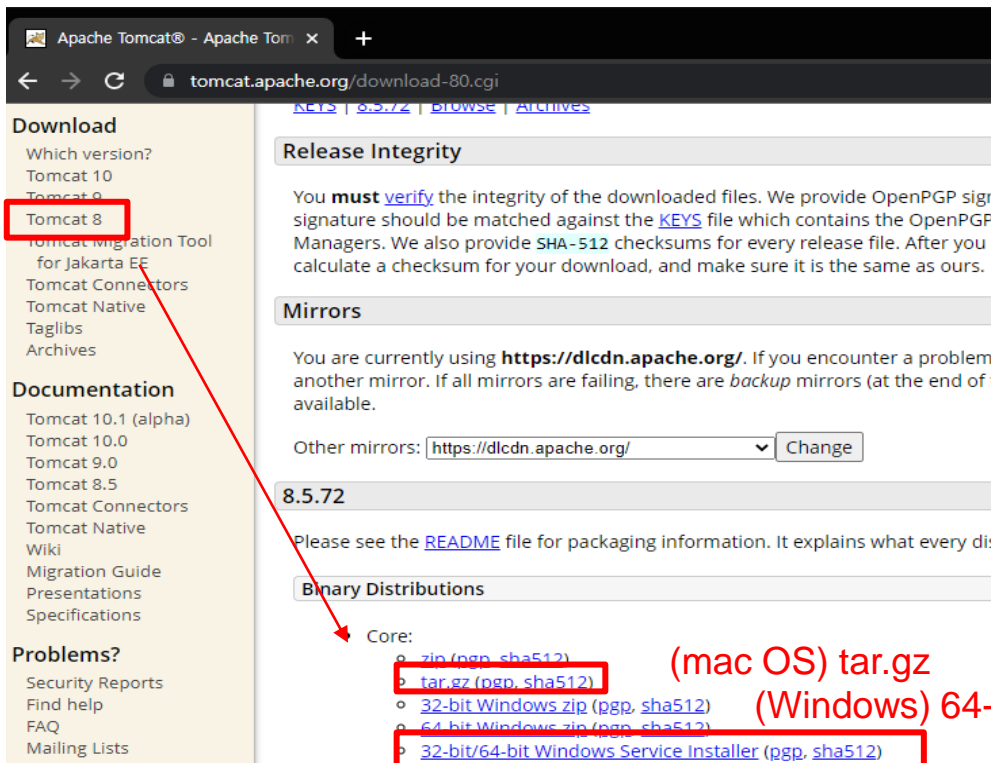 Apache Tomcat® - Apache Tom
tomcat.apache.org/download-80.cgi
KEYS | 8.5.72 | Browse | Archives
Download
Which version?
Tomcat 10
Tomcat 9
Tomcat 8
Tomcat Migration Tool
for Jakarta EE
Tomcat Connectors
Tomcat Native
Taglibs
Archives
Documentation
Tomcat 10.1 (alpha)
Tomcat 10.0
Tomcat 9.0
Tomcat 8.5
Tomcat Connectors
Tomcat Native
Wiki
Migration Guide
Presentations
Specifications
Problems?
Security Reports
Find help
FAQ
Mailing Lists
Release Integrity
You must verify the integrity of the downloaded files. We provide OpenPGP sign
signature should be matched against the KEYS file which contains the OpenPGP
Managers. We also provide SHA-512 checksums for every release file. After you
calculate a checksum for your download, and make sure it is the same as ours.
Mirrors
You are currently using https://dlcdn.apache.org/. If you encounter a problem
another mirror. If all mirrors are failing, there are backup mirrors (at the end of
available.
Other mirrors: https://dlcdn.apache.org/ Change
8.5.72
Please see the README file for packaging information. It explains what every dis
Binary Distributions
Core:
zip (pgp, sha512)
tar.gz (pgp, sha512)
(mac OS) tar.gz
32-bit Windows zip (pgp, sha512)
(Windows) 64-
64-bit Windows zip (pgp, sha512)
32-bit/64-bit Windows Service Installer (pgp, sha512)